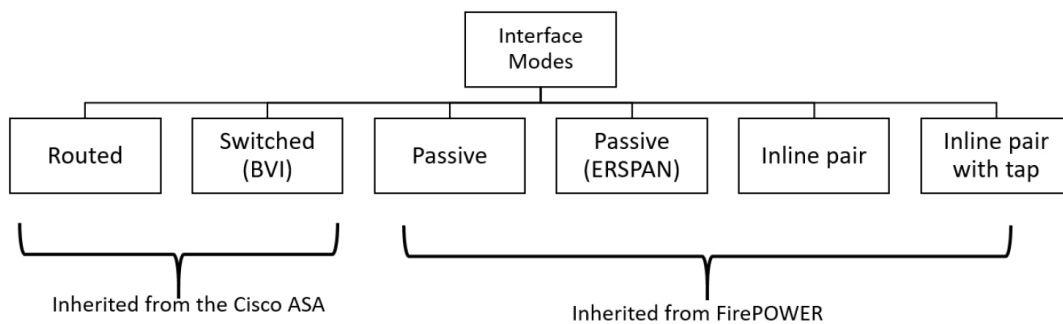 Interface
Modes
Routed
Switched
(BVI)
Passive
Passive
(ERSPAN)
Inline pair
Inline pair
with tap
Inherited from the Cisco ASA
Inherited from FirePOWER